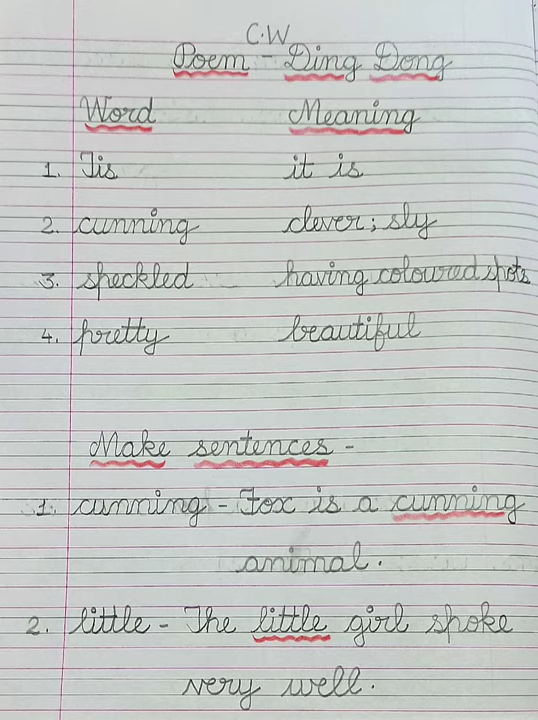 C.W
Poem - Ding Dong
Word Meaning
1. Tis it is
2. cunning clever; sly
3. speckled having coloured spots
4. pretty beautiful
Make sentences -
1. cunning - Fox is a cunning
animal.
2. little - The little girl spoke
very well.